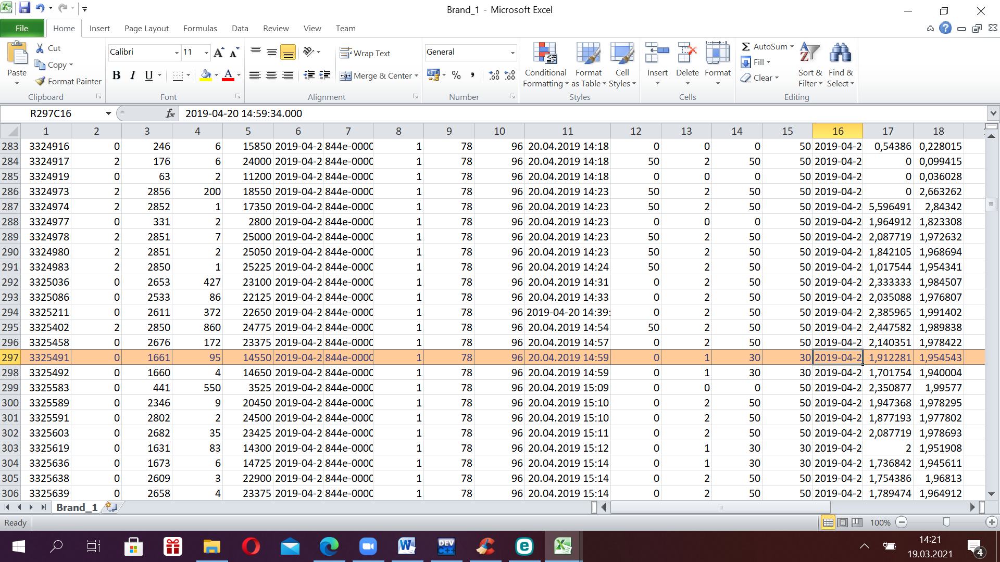 Brand_1 - Microsoft Excel
File Home Insert Page Layout Formulas Data Review View Team
Paste
Cut
Copy
Format Painter
Clipboard
Calibri 11
B I U
Font
Wrap Text
Merge & Center
Alignment
General
%
Number
Conditional Formatting
Format as Table
Cell Styles
Styles
Insert Delete Format
Cells
AutoSum
Fill
Clear
Sort & Filter
Find & Select
Editing
R297C16 fx 2019-04-20 14:59:34.000
1 2 3 4 5 6 7 8 9 10 11 12 13 14 15 16 17 18
283 3324916 0 246 6 15850 2019-04-2 844e-0000 1 78 96 20.04.2019 14:18 0 0 0 50 2019-04-2 0,54386 0,228015
284 3324917 2 176 6 24000 2019-04-2 844e-0000 1 78 96 20.04.2019 14:18 50 2 50 50 2019-04-2 0 0,099415
285 3324919 0 63 2 11200 2019-04-2 844e-0000 1 78 96 20.04.2019 14:18 0 0 0 50 2019-04-2 0 0,036028
286 3324973 2 2856 200 18550 2019-04-2 844e-0000 1 78 96 20.04.2019 14:23 50 2 50 50 2019-04-2 0 2,663262
287 3324974 2 2852 1 17350 2019-04-2 844e-0000 1 78 96 20.04.2019 14:23 50 2 50 50 2019-04-2 5,596491 2,84342
288 3324977 0 331 2 2800 2019-04-2 844e-0000 1 78 96 20.04.2019 14:23 0 0 0 50 2019-04-2 1,964912 1,823308
289 3324978 2 2851 7 25000 2019-04-2 844e-0000 1 78 96 20.04.2019 14:23 50 2 50 50 2019-04-2 2,087719 1,972632
290 3324980 2 2851 2 25050 2019-04-2 844e-0000 1 78 96 20.04.2019 14:23 50 2 50 50 2019-04-2 1,842105 1,968694
291 3324983 2 2850 1 25225 2019-04-2 844e-0000 1 78 96 20.04.2019 14:24 50 2 50 50 2019-04-2 1,017544 1,954341
292 3325036 0 2653 427 23100 2019-04-2 844e-0000 1 78 96 20.04.2019 14:31 0 2 50 50 2019-04-2 2,333333 1,984507
293 3325086 0 2533 86 22125 2019-04-2 844e-0000 1 78 96 20.04.2019 14:33 0 2 50 50 2019-04-2 2,035088 1,976807
294 3325211 0 2611 372 22650 2019-04-2 844e-0000 1 78 96 2019-04-20 14:39: 0 2 50 50 2019-04-2 2,385965 1,991402
295 3325402 2 2850 860 24775 2019-04-2 844e-0000 1 78 96 20.04.2019 14:54 50 2 50 50 2019-04-2 2,447582 1,989838
296 3325458 0 2676 172 23375 2019-04-2 844e-0000 1 78 96 20.04.2019 14:57 0 2 50 50 2019-04-2 2,140351 1,978422
297 3325491 0 1661 95 14550 2019-04-2 844e-0000 1 78 96 20.04.2019 14:59 0 1 30 30 2019-04-2 1,912281 1,954543
298 3325492 0 1660 4 14650 2019-04-2 844e-0000 1 78 96 20.04.2019 14:59 0 1 30 30 2019-04-2 1,701754 1,940004
299 3325583 0 441 550 3525 2019-04-2 844e-0000 1 78 96 20.04.2019 15:09 0 0 0 50 2019-04-2 2,350877 1,99577
300 3325589 0 2346 9 20450 2019-04-2 844e-0000 1 78 96 20.04.2019 15:10 0 2 50 50 2019-04-2 1,947368 1,978295
301 3325591 0 2802 2 24500 2019-04-2 844e-0000 1 78 96 20.04.2019 15:10 0 2 50 50 2019-04-2 1,877193 1,977802
302 3325603 0 2682 35 23425 2019-04-2 844e-0000 1 78 96 20.04.2019 15:11 0 2 50 50 2019-04-2 2,087719 1,978693
303 3325619 0 1631 83 14300 2019-04-2 844e-0000 1 78 96 20.04.2019 15:12 0 1 30 30 2019-04-2 2 1,951908
304 3325636 0 1673 6 14725 2019-04-2 844e-0000 1 78 96 20.04.2019 15:14 0 1 30 30 2019-04-2 1,736842 1,945611
305 3325638 0 2609 3 22900 2019-04-2 844e-0000 1 78 96 20.04.2019 15:14 0 2 50 50 2019-04-2 1,754386 1,96813
306 3325639 0 2658 4 23375 2019-04-2 844e-0000 1 78 96 20.04.2019 15:14 0 2 50 50 2019-04-2 1,789474 1,964912
Brand_1
Ready 100%
DEV C++
14:21
19.03.2021
4